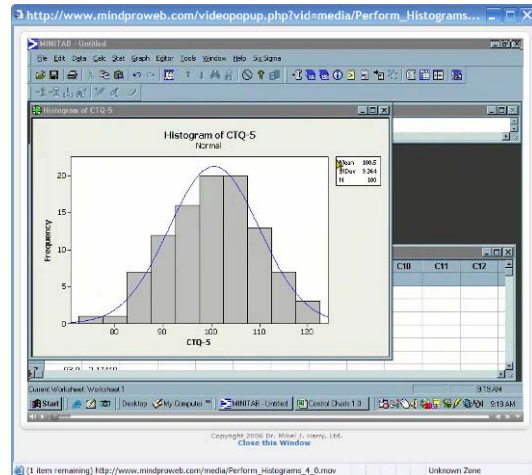 http://www.mindproweb.com/videopopup.php?vid=media/Perform_Histograms...
MINITAB - Untitled
File Edit Data Calc Stat Graph Editor Tools Window Help Six Sigma
Histogram of CTQ-5
Histogram of CTQ-5
Normal
Mean 100.5
StDev 9.364
N 100
Frequency
20
15
10
5
0
80 90 100 110 120
CTQ-5
C10 C11 C12
Current Worksheet: Worksheet 1
9:19 AM
Start Desktop My Computer MINITAB - Untitled Control Charts 1.0 9:19 AM
Copyright 2006 Dr. Mikel J. Harry, Ltd.
Close this Window
(1 item remaining) http://www.mindproweb.com/media/Perform_Histograms_4_0.mov Unknown Zone